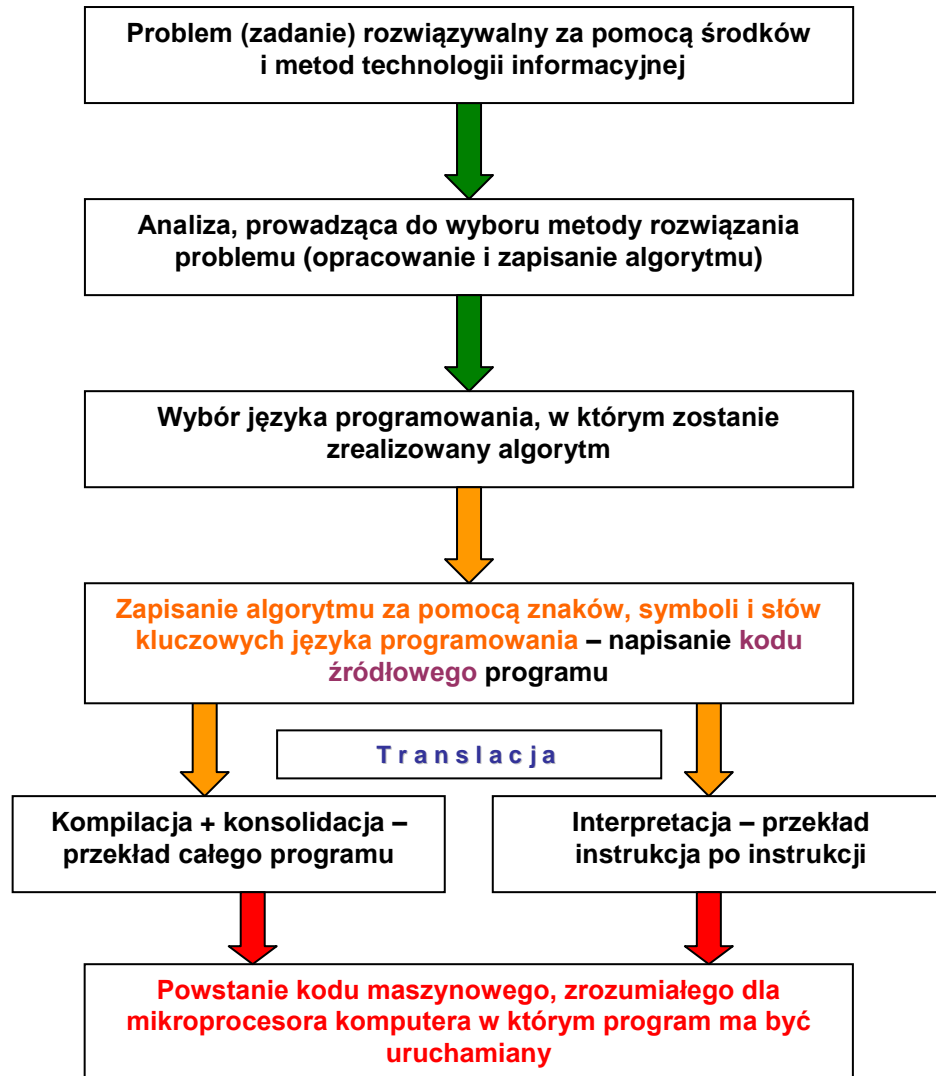 Problem (zadanie) rozwiązywalny za pomocą środków
i metod technologii informacyjnej
Analiza, prowadząca do wyboru metody rozwiązania
problemu (opracowanie i zapisanie algorytmu)
Wybór języka programowania, w którym zostanie
zrealizowany algorytm
Zapisanie algorytmu za pomocą znaków, symboli i słów
kluczowych języka programowania – napisanie kodu
źródłowego programu
T r a n s l a c j a
Kompilacja + konsolidacja –
przekład całego programu
Interpretacja – przekład
instrukcja po instrukcji
Powstanie kodu maszynowego, zrozumiałego dla
mikroprocesora komputera w którym program ma być
uruchamiany